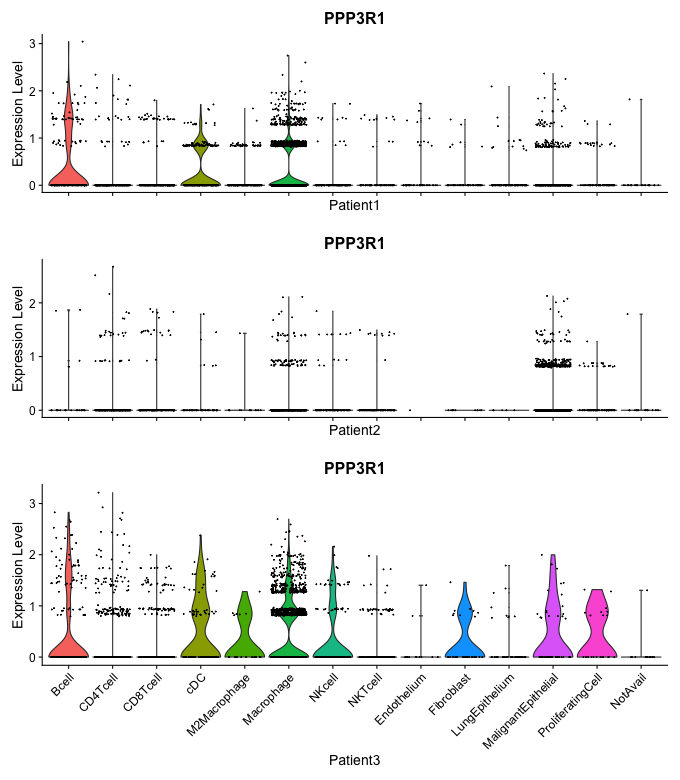 PPP3R1
Expression Level
3
2
1
0
Patient1
PPP3R1
Expression Level
2
1
0
Patient2
PPP3R1
Expression Level
3
2
1
0
Bcell
CD4Tcell
CD8Tcell
cDC
M2Macrophage
Macrophage
NKcell
NKTcell
Endothelium
Fibroblast
LungEpithelium
MalignantEpithelial
ProliferatingCell
NotAvail
Patient3